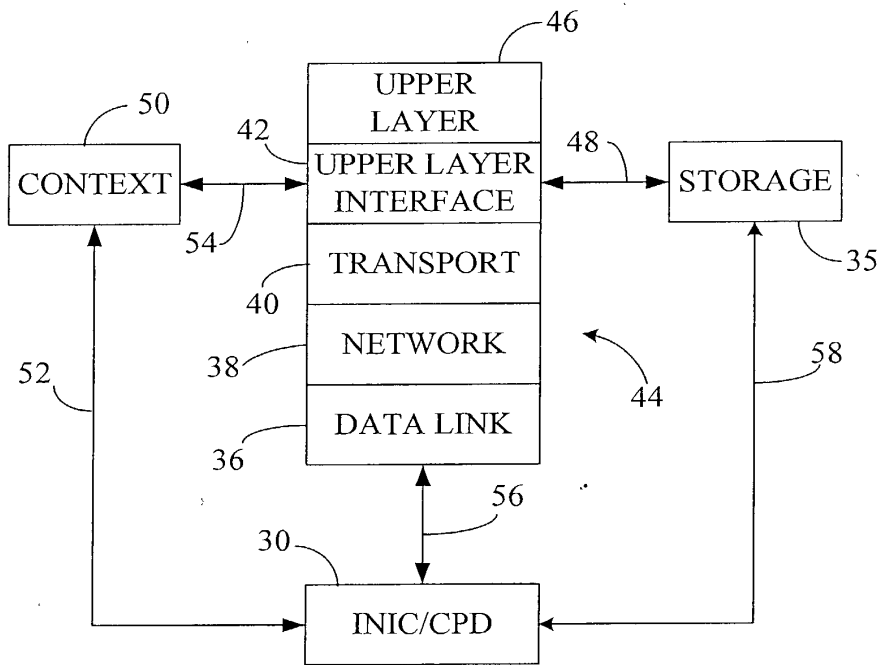 46
UPPER
LAYER
50
42
48
CONTEXT
UPPER LAYER
INTERFACE
STORAGE
54
40
TRANSPORT
35
52
38
NETWORK
44
58
36
DATA LINK
56
30
INIC/CPD